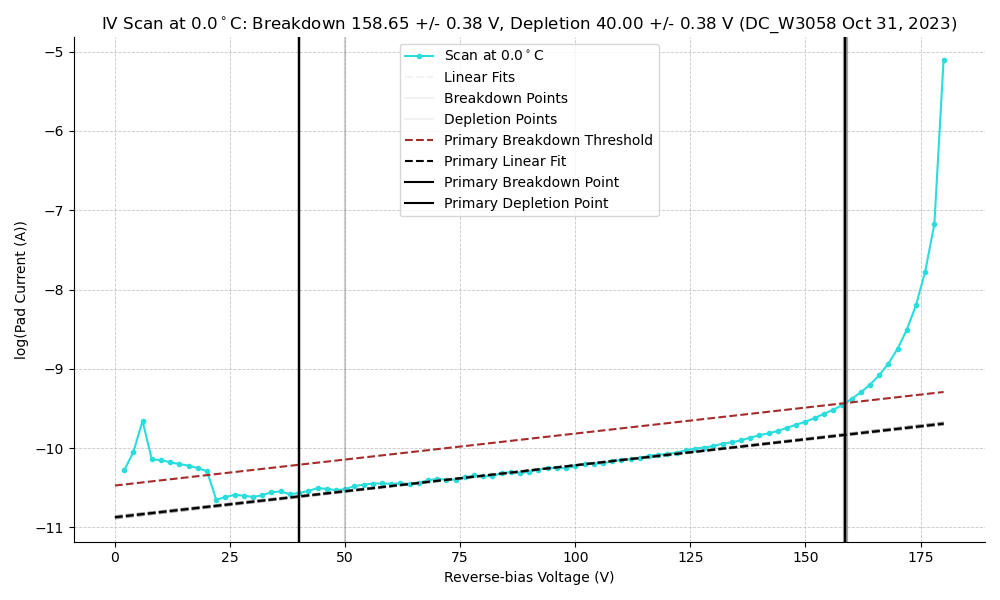 IV Scan at 0.0°C: Breakdown 158.65 +/- 0.38 V, Depletion 40.00 +/- 0.38 V (DC_W3058 Oct 31, 2023)
log(Pad Current (A))
−5
−6
−7
−8
−9
−10
−11
Scan at 0.0°C
Linear Fits
Breakdown Points
Depletion Points
Primary Breakdown Threshold
Primary Linear Fit
Primary Breakdown Point
Primary Depletion Point
0 25 50 75 100 125 150 175
Reverse-bias Voltage (V)